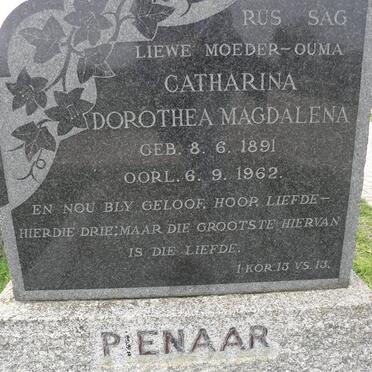 RUS SAG
LIEWE MOEDER-OUMA
CATHARINA
DOROTHEA MAGDALENA
GEB. 8. 6. 1891
OORL. 6. 9. 1962.
EN NOU BLY GELOOF, HOOP, LIEFDE-
HIERDIE DRIE; MAAR DIE GROOTSTE HIERVAN
IS DIE LIEFDE.
1 KOR. 13 VS. 13.
PIENAAR